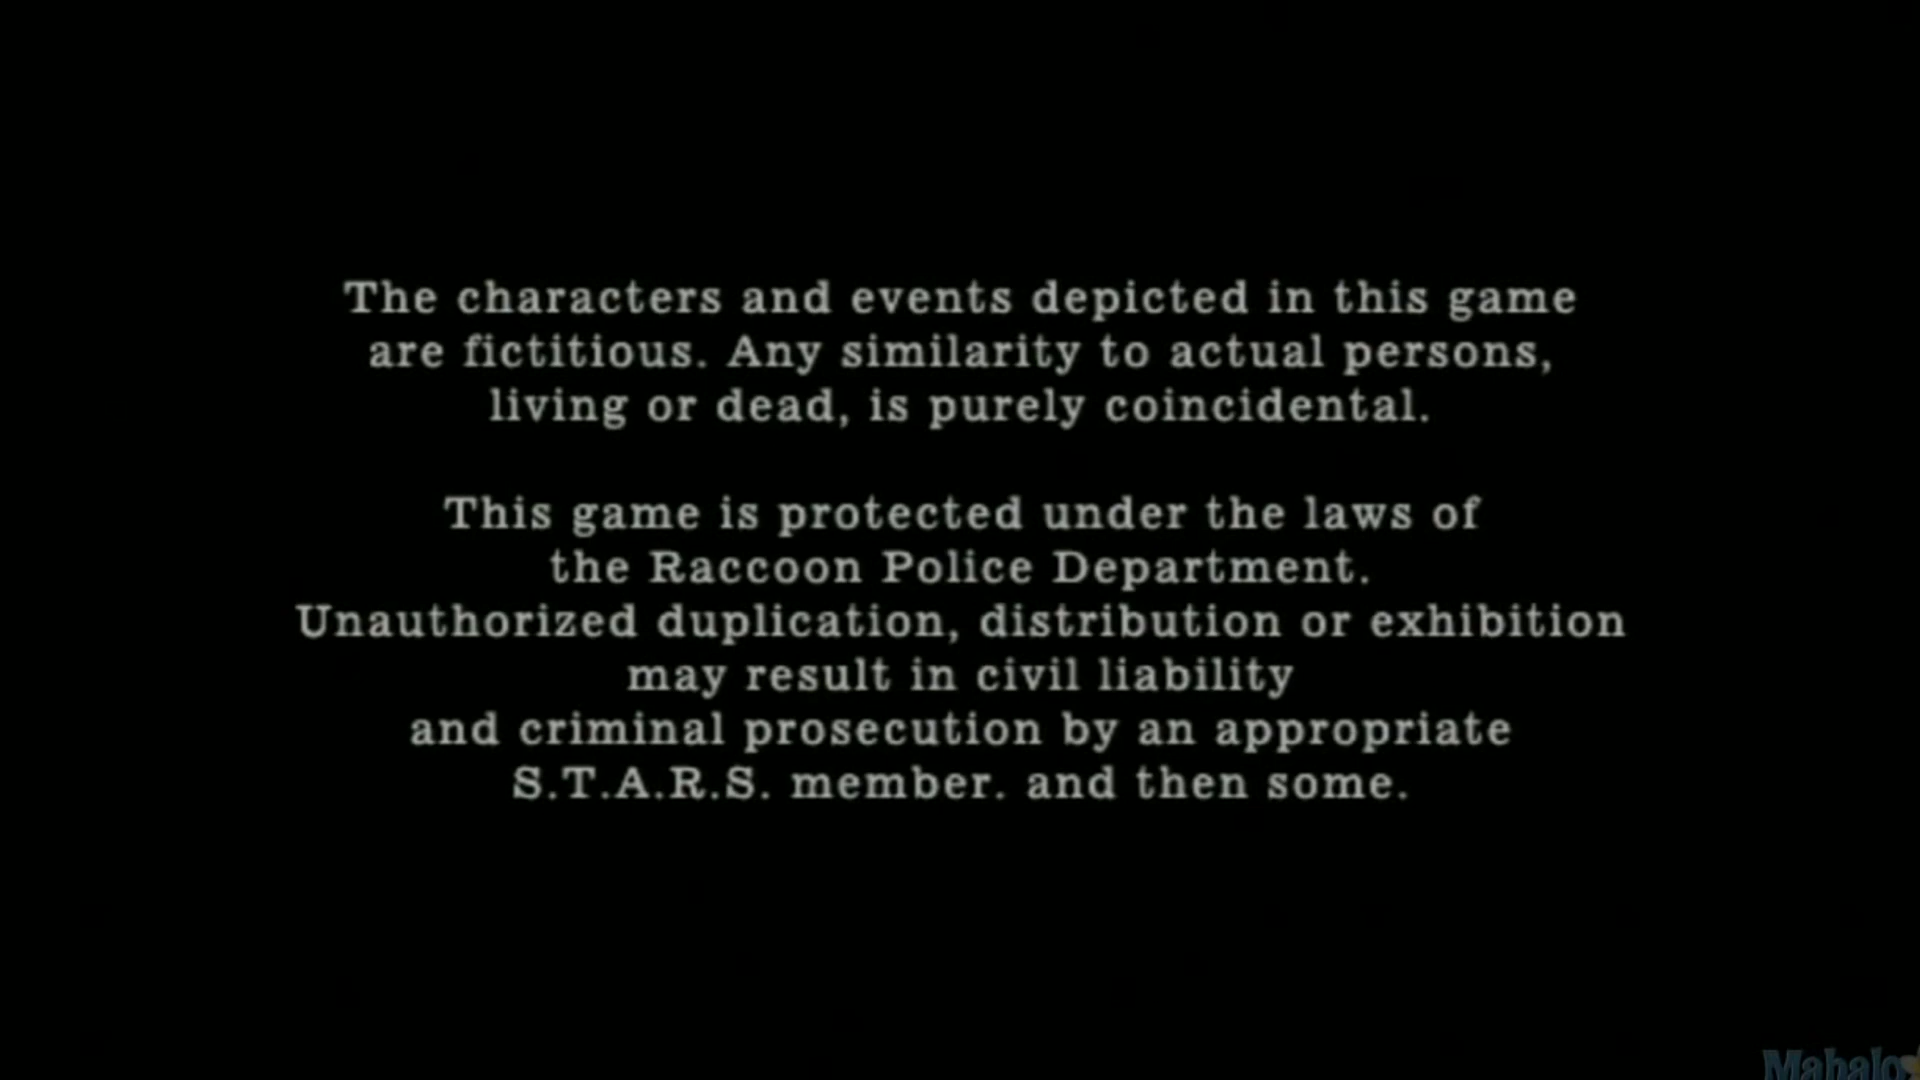 The characters and events depicted in this game
are fictitious. Any similarity to actual persons,
living or dead, is purely coincidental.
This game is protected under the laws of
the Raccoon Police Department.
Unauthorized duplication, distribution or exhibition
may result in civil liability
and criminal prosecution by an appropriate
S.T.A.R.S. member. and then some.
Mahalo